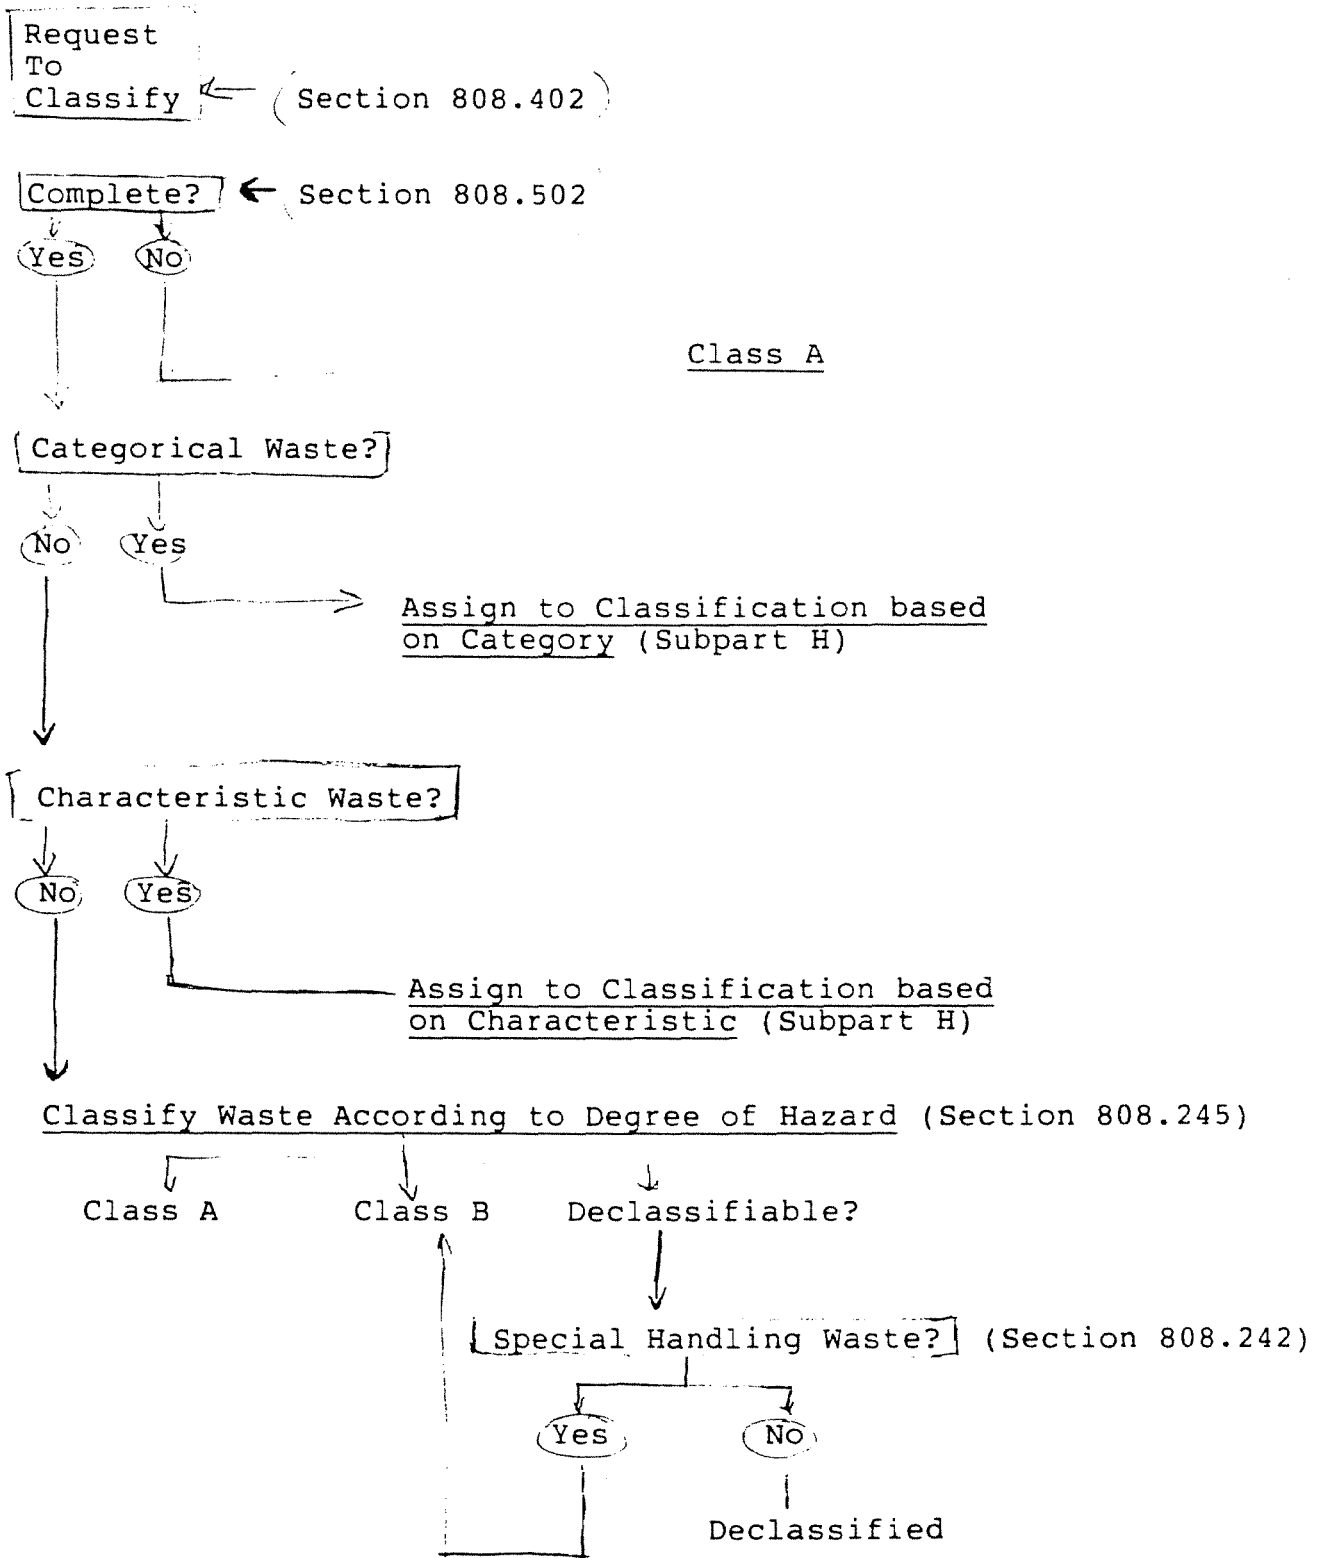 Request
To
Classify
(Section 808.402)
Complete?
Section 808.502
Yes No
Class A
Categorical Waste?
No Yes
Assign to Classification based
on Category (Subpart H)
Characteristic Waste?
No Yes
Assign to Classification based
on Characteristic (Subpart H)
Classify Waste According to Degree of Hazard (Section 808.245)
Class A Class B Declassifiable?
Special Handling Waste? (Section 808.242)
Yes No
Declassified